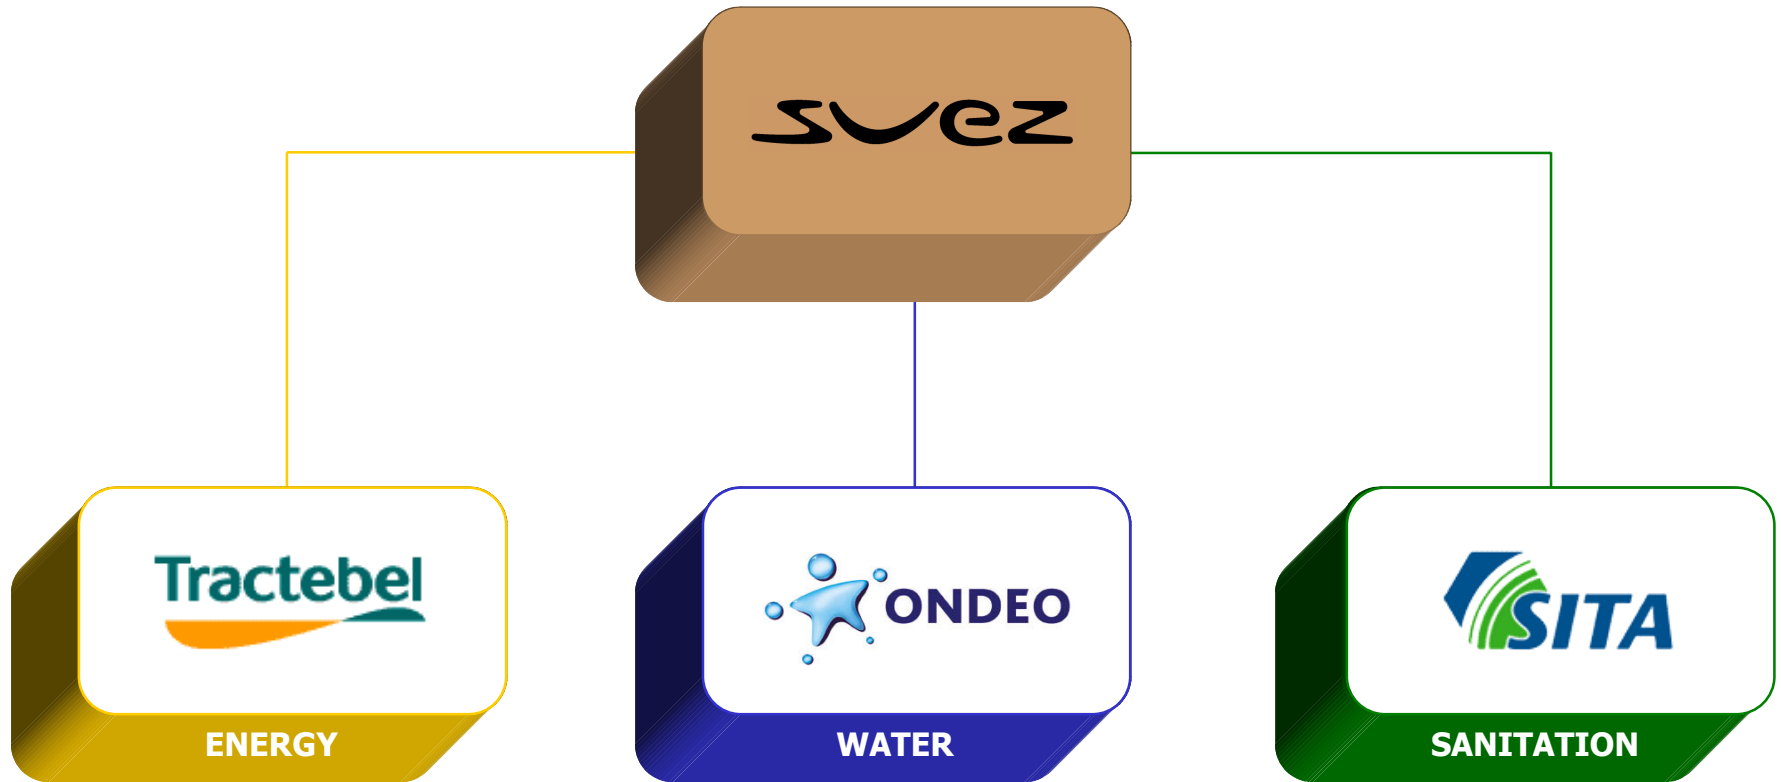 suez
Tractebel
ONDEO
SITA
ENERGY
WATER
SANITATION